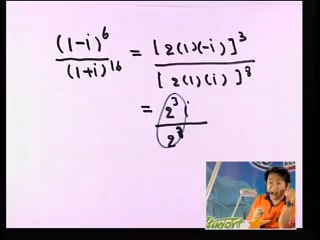 (1-i)^6 / (1+i)^16 = [2(1)(-i)]^3 / [2(1)(i)]^8
= 2^3 i / 2^8